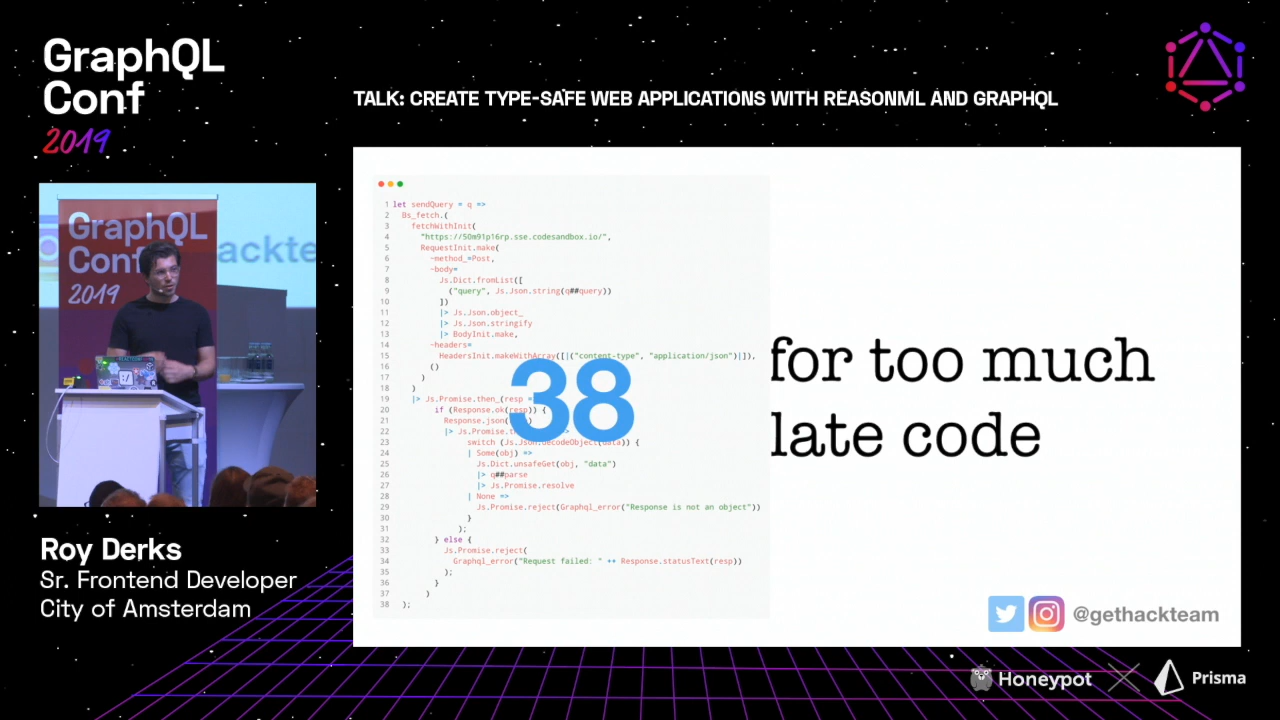 GraphQL
Conf
2019
TALK: CREATE TYPE-SAFE WEB APPLICATIONS WITH REASONML AND GRAPHQL
GraphQL
Conf
2019
ackte
Roy Derks
Sr. Frontend Developer
City of Amsterdam
1 let sendQuery = q =>
2 Bs_fetch.(
3 fetchWithInit(
4 "https://50m91p16rp.sse.codesandbox.io/",
5 RequestInit.make(
6 ~method_=Post,
7 ~body=
8 Js.Dict.fromList([
9 ("query", Js.Json.string(q##query))
10 ])
11 |> Js.Json.object_
12 |> Js.Json.stringify
13 |> BodyInit.make,
14 ~headers=
15 HeadersInit.makeWithArray([|("content-type", "application/json")|]),
16 ()
17 )
18 )
19 |> Js.Promise.then_(resp =
20 if (Response.ok(resp)) {
21 Response.json(
22 |> Js.Promise.th
23 switch (Js.Json.decodeObject(data)) {
24 | Some(obj) =>
25 Js.Dict.unsafeGet(obj, "data")
26 |> q##parse
27 |> Js.Promise.resolve
28 | None =>
29 Js.Promise.reject(Graphql_error("Response is not an object"))
30 }
31 );
32 } else {
33 Js.Promise.reject(
34 Graphql_error("Request failed: " ++ Response.statusText(resp))
35 );
36 }
37 )
38 );
38
for too much
late code
@gethackteam
Honeypot
Prisma